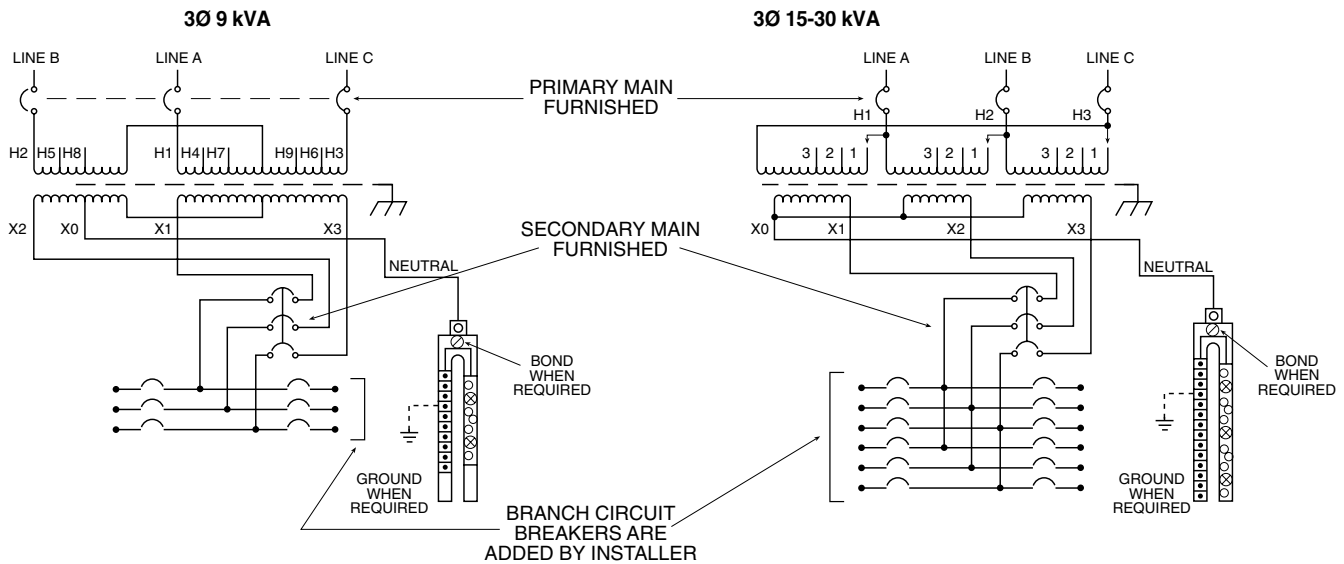 3Ø 9 kVA
3Ø 15-30 kVA
LINE B
LINE A
LINE C
LINE A
LINE B
LINE C
PRIMARY MAIN
FURNISHED
H1
H2
H3
H2
H5
H8
H1
H4
H7
H9
H6
H3
3
2
1
3
2
1
3
2
1
X2
X0
X1
X3
X0
X1
X2
X3
SECONDARY MAIN
FURNISHED
NEUTRAL
NEUTRAL
BOND
WHEN
REQUIRED
BOND
WHEN
REQUIRED
GROUND
WHEN
REQUIRED
GROUND
WHEN
REQUIRED
BRANCH CIRCUIT
BREAKERS ARE
ADDED BY INSTALLER